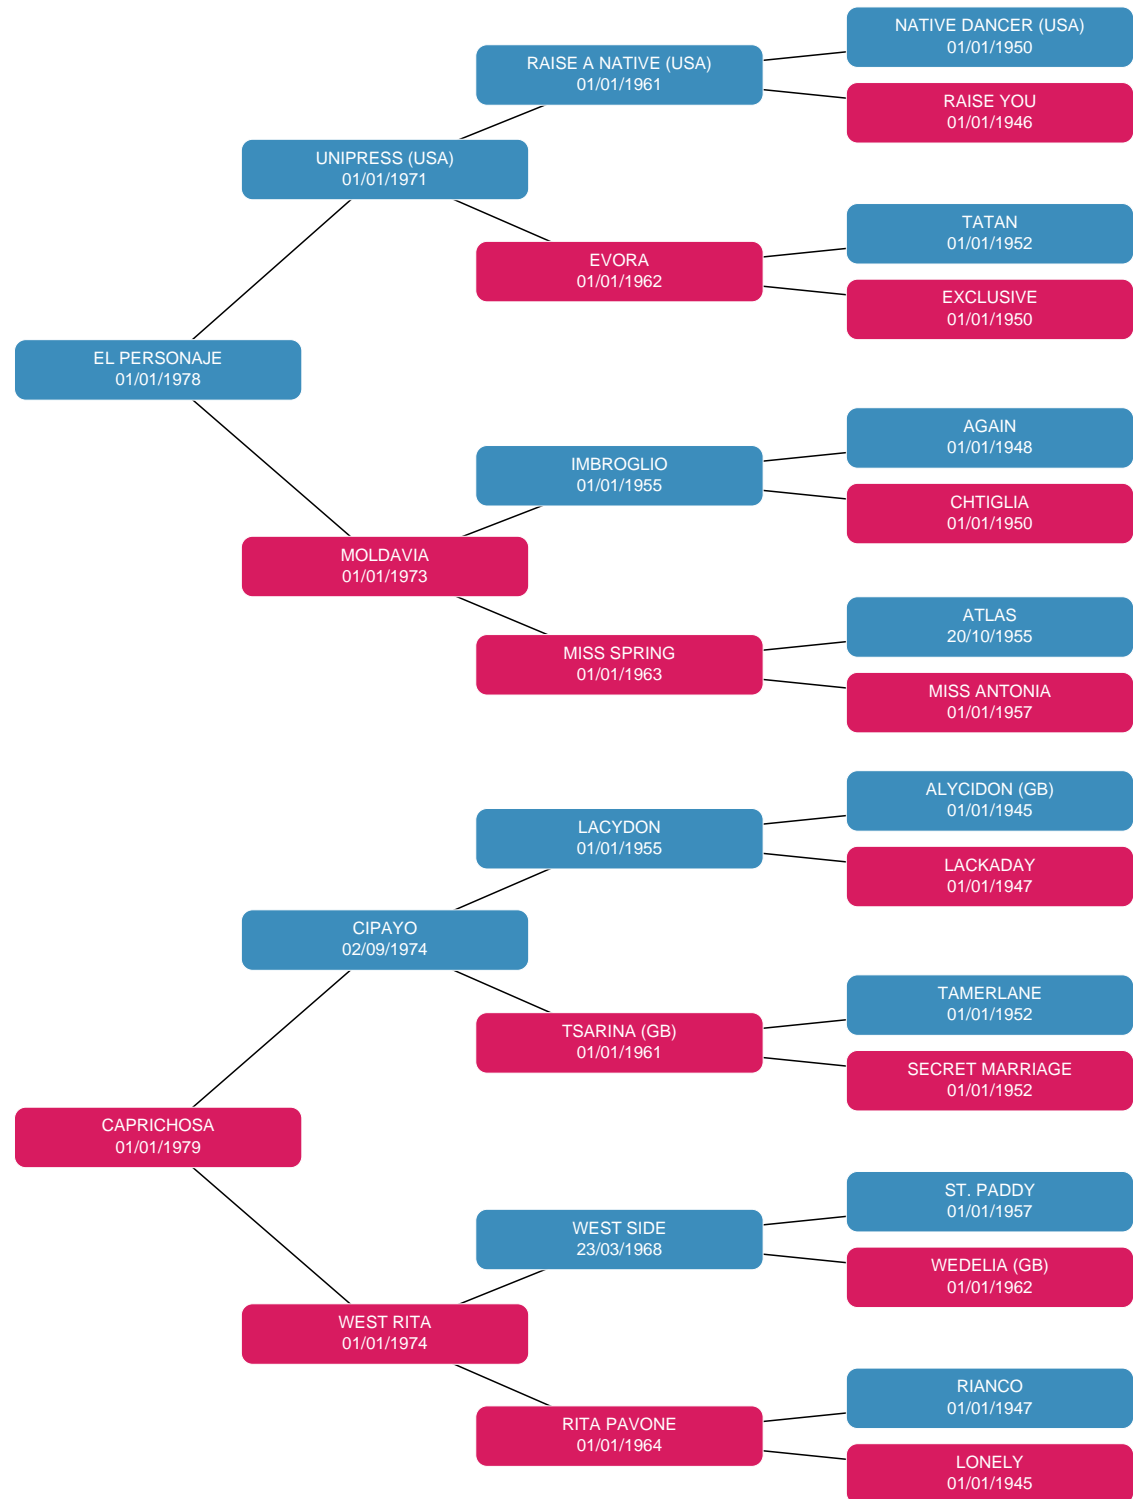 NATIVE DANCER (USA)
01/01/1950
RAISE A NATIVE (USA)
01/01/1961
RAISE YOU
01/01/1946
UNIPRESS (USA)
01/01/1971
TATAN
01/01/1952
EVORA
01/01/1962
EXCLUSIVE
01/01/1950
EL PERSONAJE
01/01/1978
AGAIN
01/01/1948
IMBROGLIO
01/01/1955
CHTIGLIA
01/01/1950
MOLDAVIA
01/01/1973
ATLAS
20/10/1955
MISS SPRING
01/01/1963
MISS ANTONIA
01/01/1957
ALYCIDON (GB)
01/01/1945
LACYDON
01/01/1955
LACKADAY
01/01/1947
CIPAYO
02/09/1974
TAMERLANE
01/01/1952
TSARINA (GB)
01/01/1961
SECRET MARRIAGE
01/01/1952
CAPRICHOSA
01/01/1979
ST. PADDY
01/01/1957
WEST SIDE
23/03/1968
WEDELIA (GB)
01/01/1962
WEST RITA
01/01/1974
RIANCO
01/01/1947
RITA PAVONE
01/01/1964
LONELY
01/01/1945